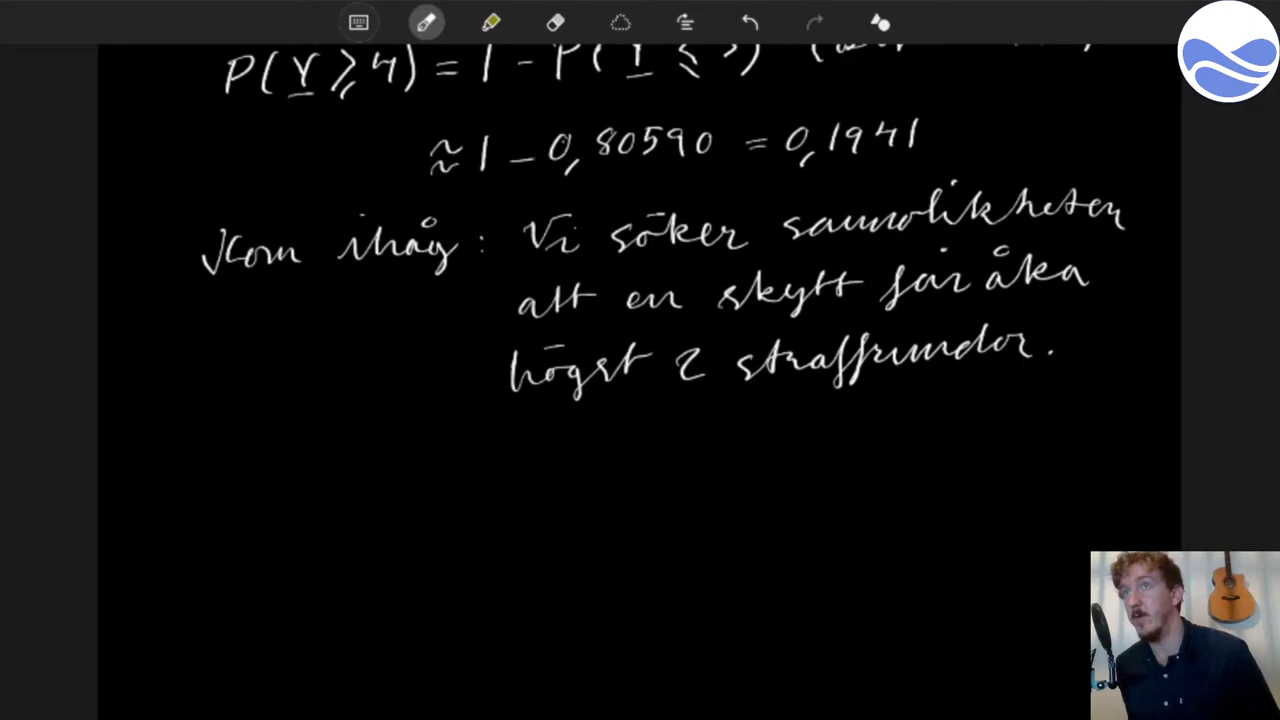 P(Y ≥ 4) = 1 - P(Y ≤
≈ 1 - 0,80590 = 0,1941
Kom ihåg: Vi söker sannolikheten
att en skytt får åka
högst 2 straffrundor.